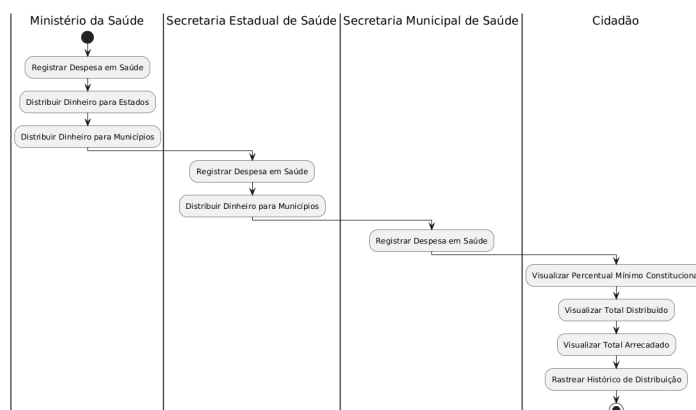 Ministério da Saúde
Secretaria Estadual de Saúde
Secretaria Municipal de Saúde
Cidadão
Registrar Despesa em Saúde
Distribuir Dinheiro para Estados
Distribuir Dinheiro para Municípios
Registrar Despesa em Saúde
Distribuir Dinheiro para Municípios
Registrar Despesa em Saúde
Visualizar Percentual Mínimo Constituciona
Visualizar Total Distribuído
Visualizar Total Arrecadado
Rastrear Histórico de Distribuição